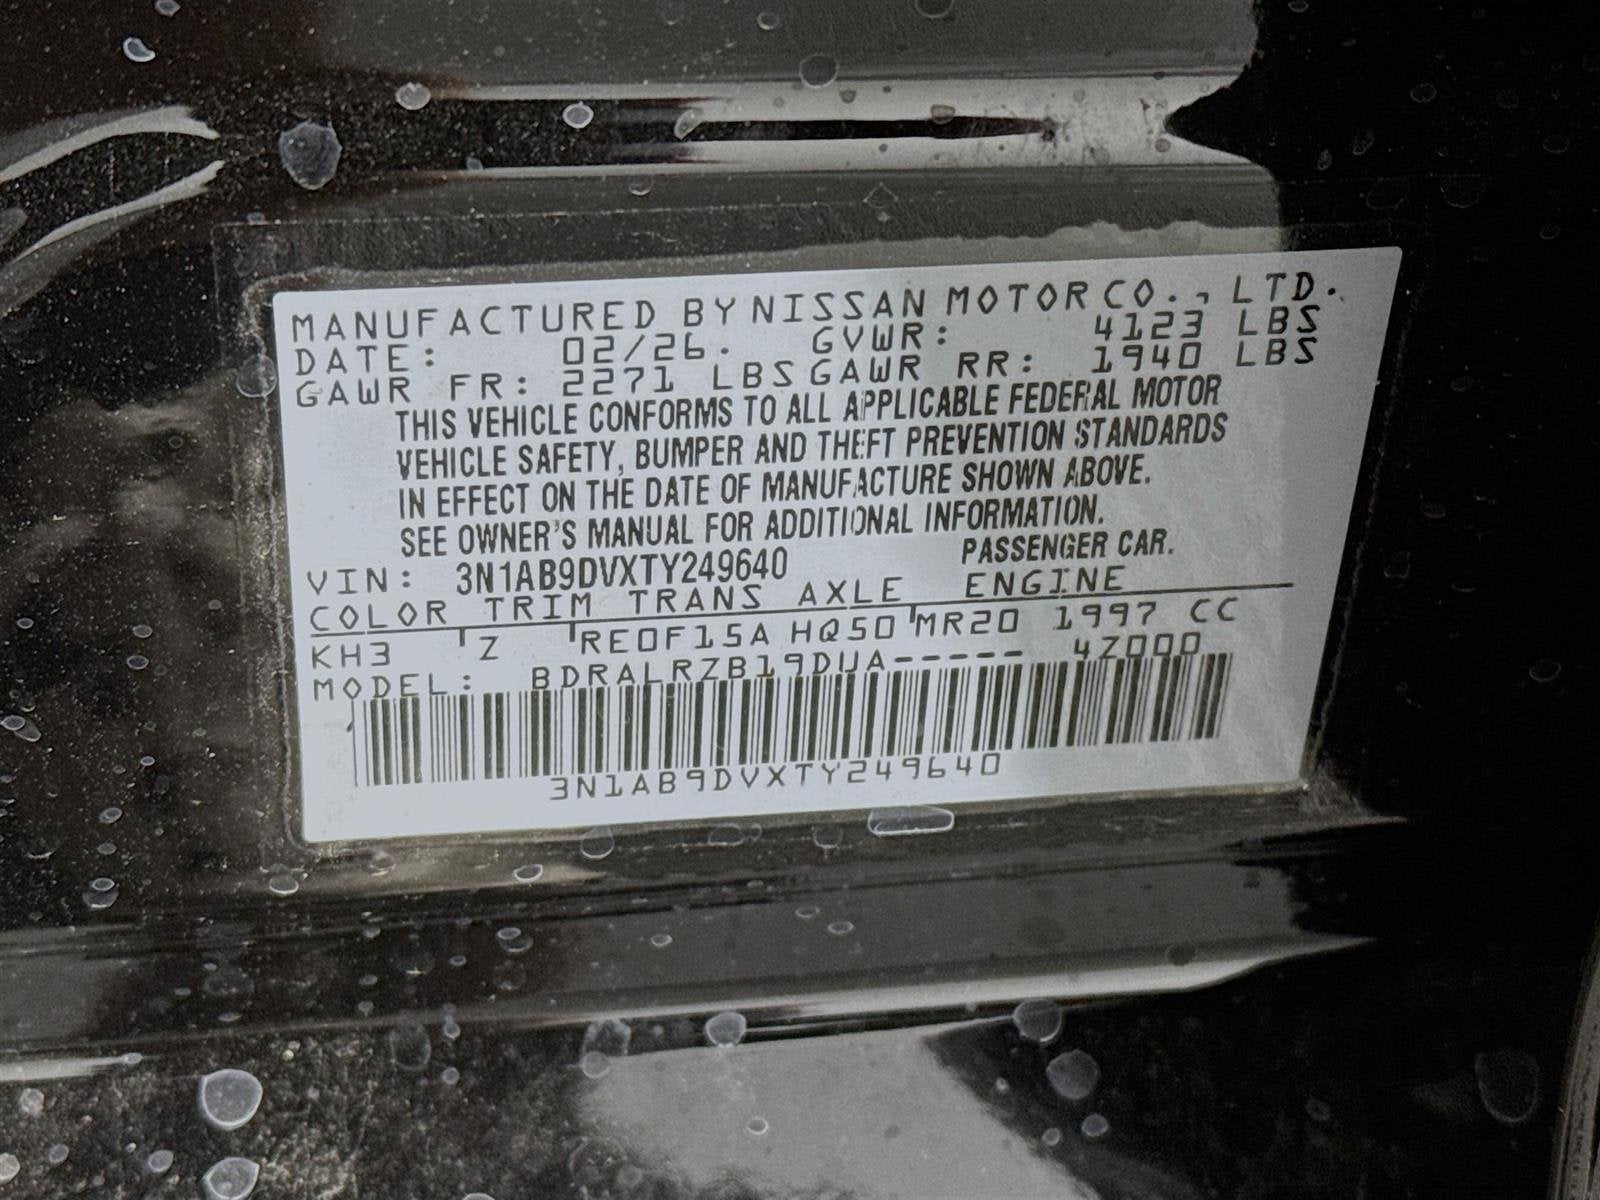 MANUFACTURED BY NISSAN MOTOR CO., LTD.
DATE: 02/26. GVWR: 4123 LBS
GAWR FR: 2271 LBS GAWR RR: 1940 LBS
THIS VEHICLE CONFORMS TO ALL APPLICABLE FEDERAL MOTOR
VEHICLE SAFETY, BUMPER AND THEFT PREVENTION STANDARDS
IN EFFECT ON THE DATE OF MANUFACTURE SHOWN ABOVE.
SEE OWNER'S MANUAL FOR ADDITIONAL INFORMATION.
VIN: 3N1AB9DVXTY249640 PASSENGER CAR.
COLOR TRIM TRANS AXLE ENGINE
KH3 Z RE0F15A HQ50 MR20 1997 CC
MODEL: BDRALRZB19DUA----- 4Z000
3N1AB9DVXTY249640